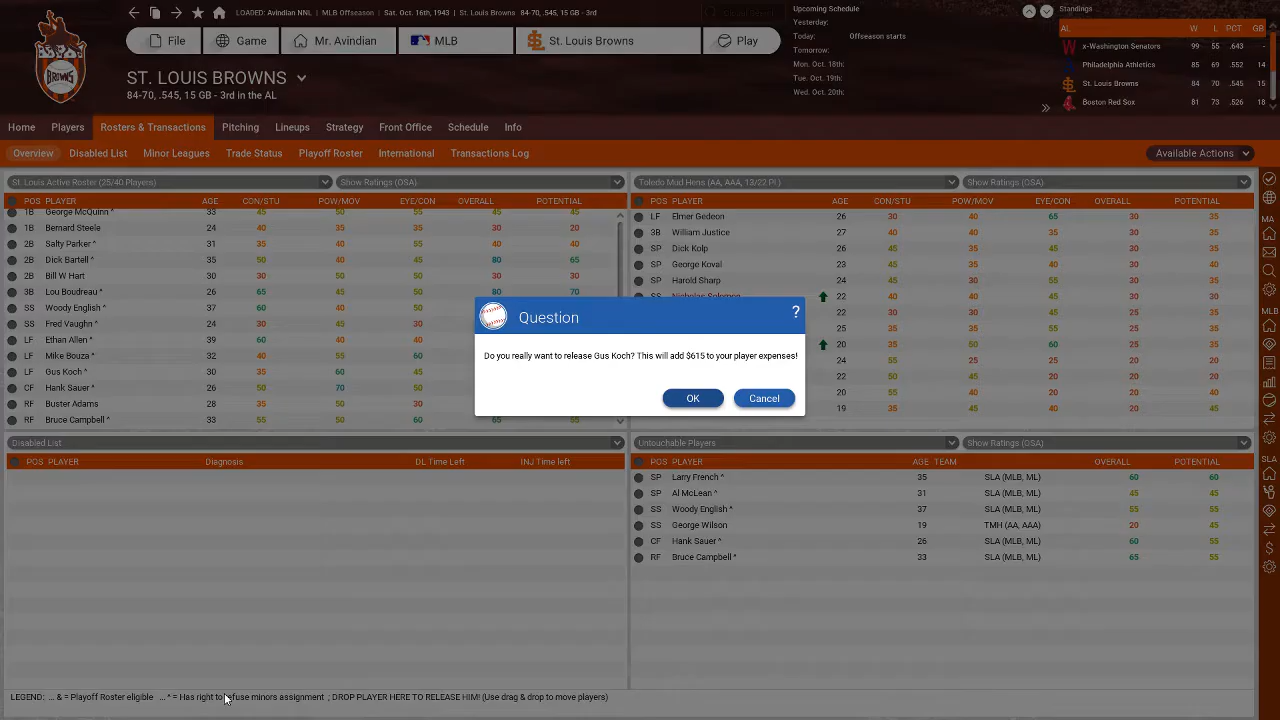 LOADED: Avindian NNL | MLB Offseason | Sat. Oct. 16th, 1943 | St. Louis Browns 84-70, .545, 15 GB - 3rd
File Game Mr. Avindian MLB St. Louis Browns Play
ST. LOUIS BROWNS
84-70, .545, 15 GB - 3rd in the AL
BROWNS
Upcoming Schedule
Yesterday:
Today: Offseason starts
Tomorrow:
Mon. Oct. 18th:
Tue. Oct. 19th:
Wed. Oct. 20th:
Standings
AL W L PCT GB
x-Washington Senators 99 55 .643 -
Philadelphia Athletics 85 69 .552 14
St. Louis Browns 84 70 .545 15
Boston Red Sox 81 73 .526 18
Home Players Rosters & Transactions Pitching Lineups Strategy Front Office Schedule Info
Overview Disabled List Minor Leagues Trade Status Playoff Roster International Transactions Log Available Actions
St. Louis Active Roster (25/40 Players) Show Ratings (OSA)
POS PLAYER AGE CON/STU POW/MOV EYE/CON OVERALL POTENTIAL
1B George McQuinn ^ 33 45 50 55 45 45
1B Bernard Steele 24 40 35 35 30 20
2B Salty Parker ^ 31 35 40 55 40 40
2B Dick Bartell ^ 35 50 40 45 80 65
2B Bill W Hart 30 30 50 50 30 30
3B Lou Boudreau ^ 26 65 45 50 80 70
SS Woody English ^ 37 60 40 50 55 55
SS Fred Vaughn ^ 24 30 45 30
LF Ethan Allen ^ 39 60 40 40
LF Mike Bouza ^ 34 40 55 60
LF Gus Koch ^ 30 35 60 40
CF Hank Sauer ^ 26 50 70 50
RF Buster Adams 28 35 50 50
RF Bruce Campbell ^ 33 55 50 60 65 65
Toledo Mud Hens (AA, AAA, 13/22 Pl.) Show Ratings (OSA)
POS PLAYER AGE CON/STU POW/MOV EYE/CON OVERALL POTENTIAL
LF Elmer Gedeon 26 30 40 65 30 35
3B William Justice 27 40 40 40 30 35
SP Dick Kolp 26 45 35 45 30 35
SP George Koval 23 45 40 40 30 35
SP Harold Sharp 24 45 35 40 30 35
SS Nicholas Solomon 22 40 40 45 30 35
22 30 30 45 25 35
25 35 35 55 25 30
20 35 50 60 25 35
24 55 25 25 20 20
22 50 40 40 20 20
20 55 45 45 20 40
19 35 45 40 20 45
Question
?
Do you really want to release Gus Koch? This will add $615 to your player expenses!
OK Cancel
Disabled List
POS PLAYER Diagnosis DL Time Left INJ Time left
Untouchable Players Show Ratings (OSA)
POS PLAYER AGE TEAM OVERALL POTENTIAL
SP Larry French ^ 35 SLA (MLB, ML) 60 60
SP Al McLean ^ 31 SLA (MLB, ML) 45 45
SS Woody English ^ 37 SLA (MLB, ML) 55 55
SS George Wilson 19 TMH (AA, AAA) 20 45
CF Hank Sauer ^ 26 SLA (MLB, ML) 60 55
RF Bruce Campbell ^ 33 SLA (MLB, ML) 65 55
LEGEND: ... & = Playoff Roster eligible ... ^ = Has right to refuse minors assignment ; DROP PLAYER HERE TO RELEASE HIM! (Use drag & drop to move players)
MA
MLB
SLA